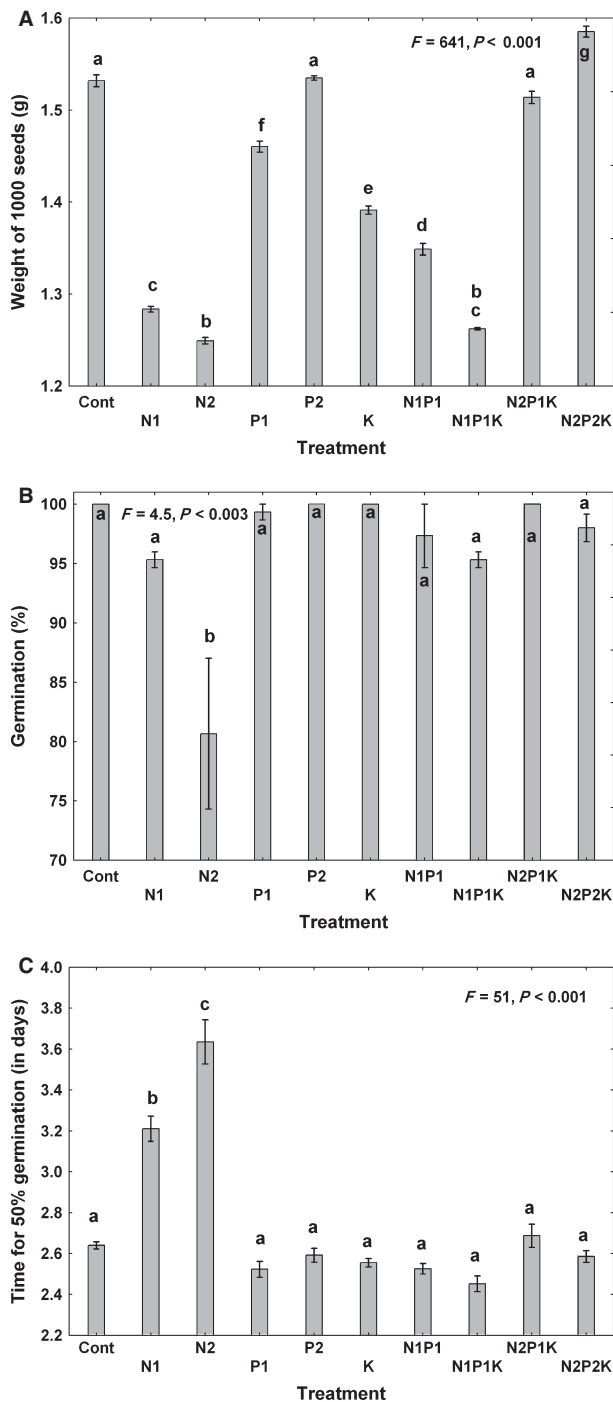 A
F = 641, P < 0.001
Weight of 1000 seeds (g)
1.6
1.5
1.4
1.3
1.2
a
c
b
f
a
e
d
b
c
a
g
Cont
N1
N2
P1
P2
K
N1P1
N1P1K
N2P1K
N2P2K
Treatment
B
F = 4.5, P < 0.003
Germination (%)
100
95
90
85
80
75
70
a
a
b
a
a
a
a
a
a
a
Cont
N1
N2
P1
P2
K
N1P1
N1P1K
N2P1K
N2P2K
Treatment
C
F = 51, P < 0.001
Time for 50% germination (in days)
4.0
3.8
3.6
3.4
3.2
3.0
2.8
2.6
2.4
2.2
a
b
c
a
a
a
a
a
a
a
Cont
N1
N2
P1
P2
K
N1P1
N1P1K
N2P1K
N2P2K
Treatment